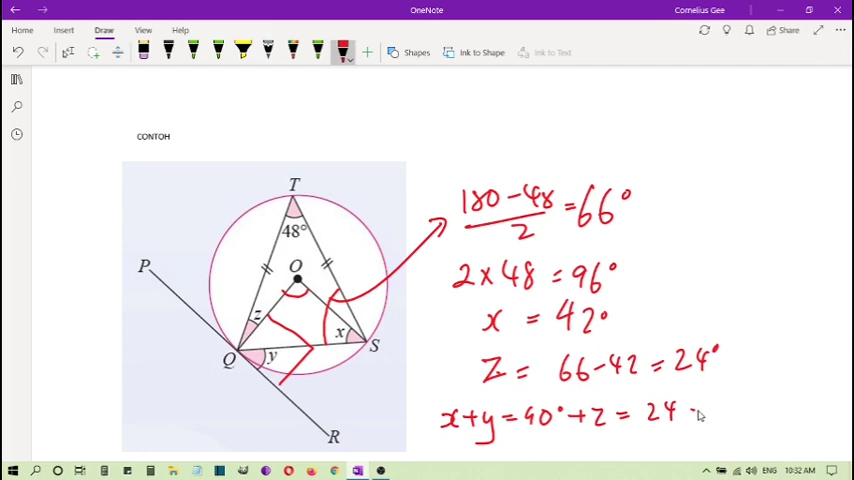 OneNote
Cornelius Gee
Home Insert Draw View Help
Share
Shapes Ink to Shape Ink to Text
CONTOH
T
48°
P
O
z
x
S
Q
y
R
180 - 48 / 2 = 66°
2 x 48 = 96°
x = 42°
z = 66 - 42 = 24°
x + y = 90° + z = 24
ENG 10:32 AM